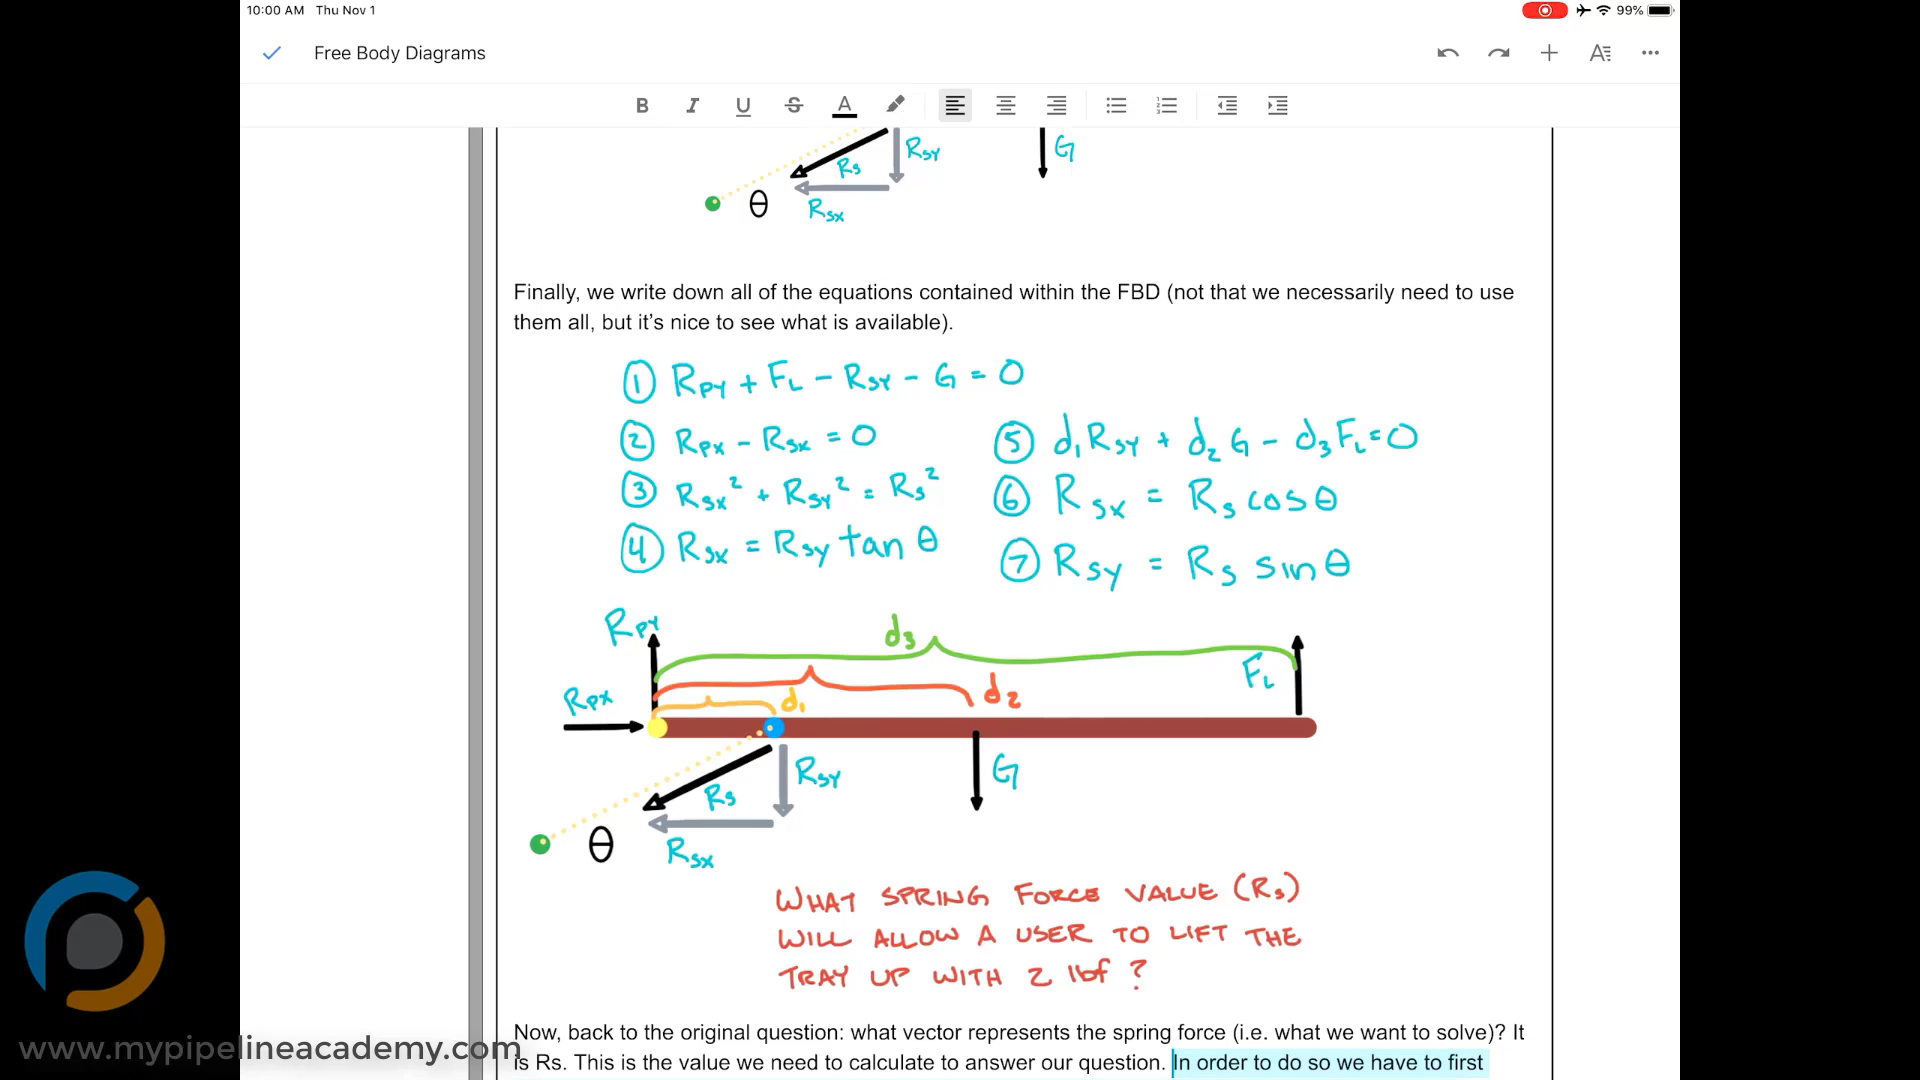 10:00 AM Thu Nov 1
99%
Free Body Diagrams
B I U S A
RS
RSY
G
θ
RSX
Finally, we write down all of the equations contained within the FBD (not that we necessarily need to use
them all, but it's nice to see what is available).
① RPY + FL - RSY - G = 0
② RPX - RSX = 0
③ RSX² + RSY² = RS²
④ RSX = RSY tan θ
⑤ d₁RSY + d₂G - d₃FL = 0
⑥ RSX = RS cos θ
⑦ RSY = RS sin θ
RPY
d₃
FL
RPX
d₁
d₂
RSY
G
RS
θ
RSX
WHAT SPRING FORCE VALUE (RS)
WILL ALLOW A USER TO LIFT THE
TRAY UP WITH 2 lbf ?
Now, back to the original question: what vector represents the spring force (i.e. what we want to solve)? It
is Rs. This is the value we need to calculate to answer our question. In order to do so we have to first
www.mypipelineacademy.com